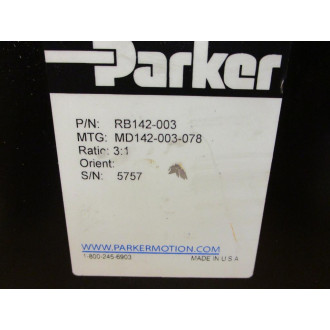 Parker
P/N: RB142-003
MTG: MD142-003-078
Ratio: 3:1
Orient:
S/N: 5757
WWW.PARKERMOTION.COM
1-800-245-6903 MADE IN U S A